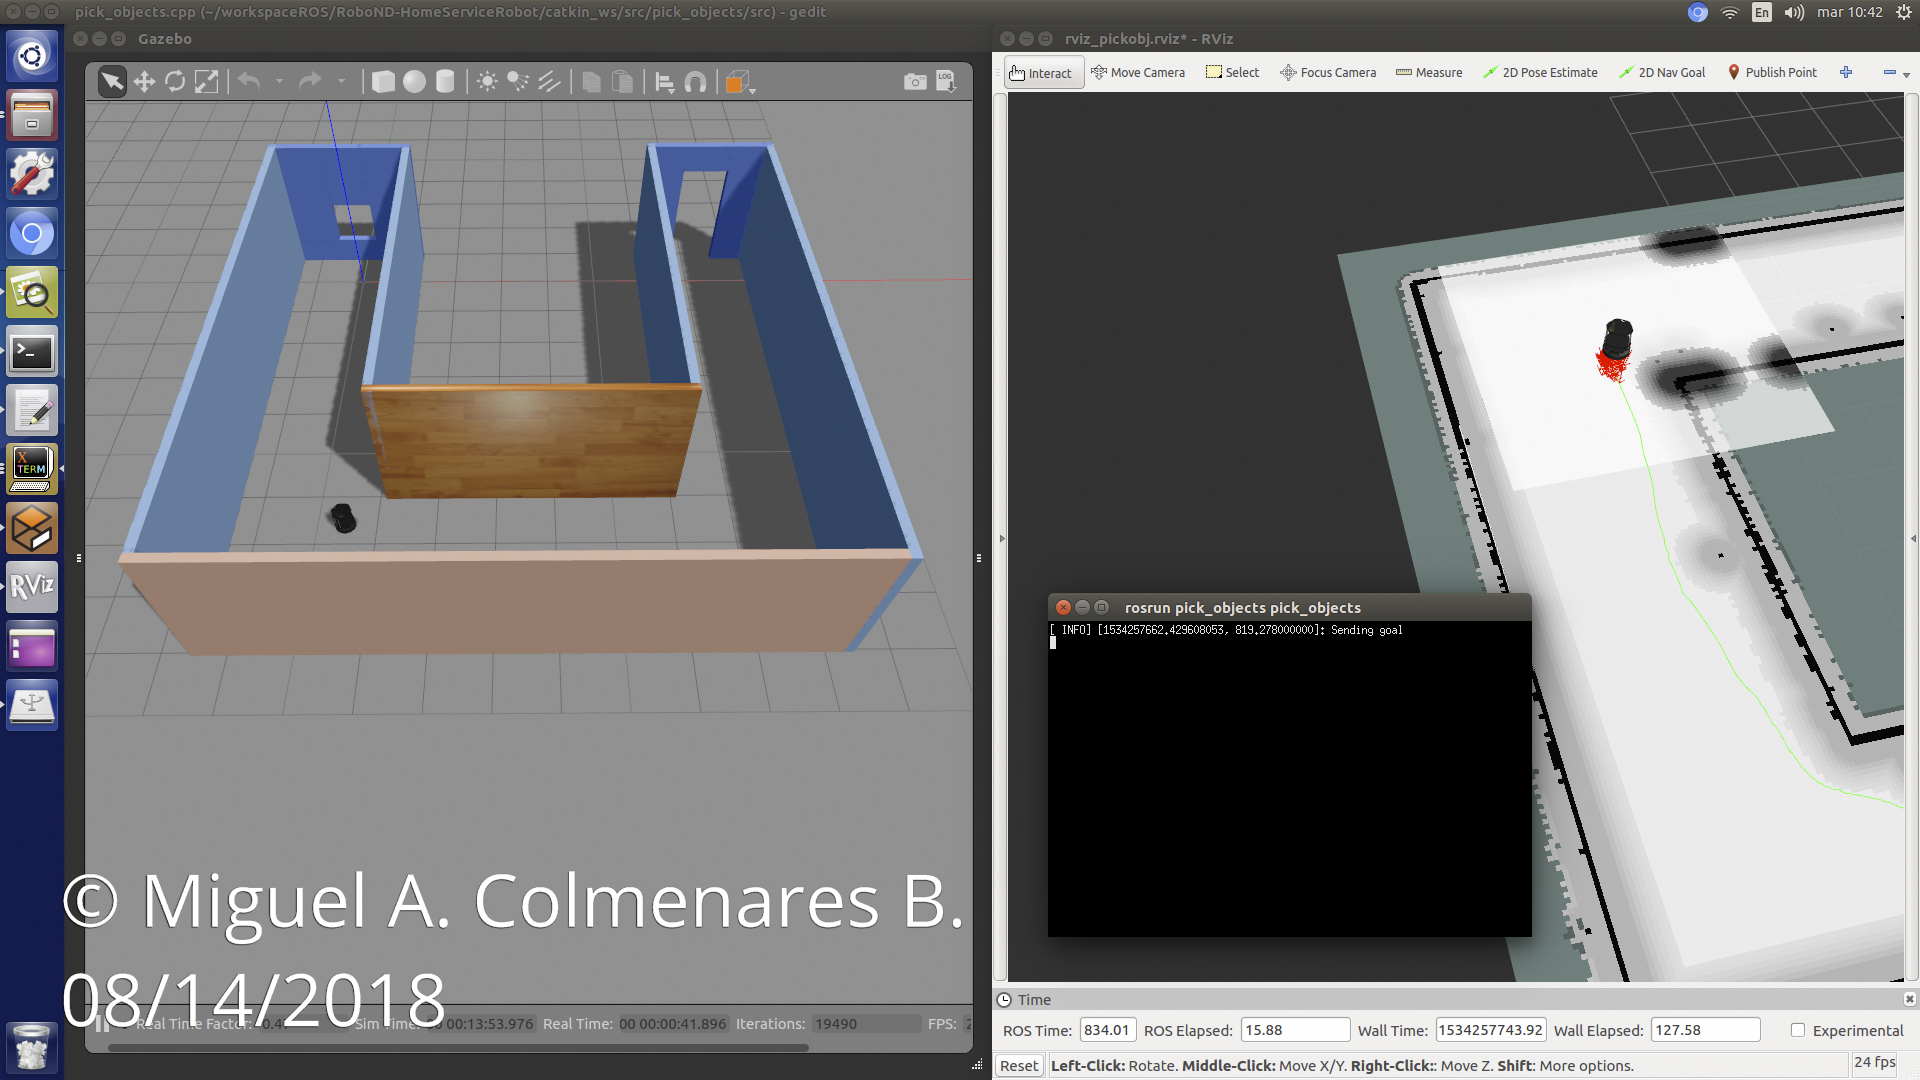 pick_objects.cpp (~/workspaceROS/RoboND-HomeServiceRobot/catkin_ws/src/pick_objects/src) - gedit
En
mar 10:42
Gazebo
rviz_pickobj.rviz* - RViz
LOG
Interact
Move Camera
Select
Focus Camera
Measure
2D Pose Estimate
2D Nav Goal
Publish Point
X
TERM
RViz
rosrun pick_objects pick_objects
[ INFO] [1534257662.429608053, 819.278000000]: Sending goal
© Miguel A. Colmenares B.
08/14/2018
Real Time Factor:
Sim Time:
00:13:53.976
Real Time:
00 00:00:41.896
Iterations:
19490
FPS:
Time
ROS Time:
834.01
ROS Elapsed:
15.88
Wall Time:
1534257743.92
Wall Elapsed:
127.58
Experimental
Reset
Left-Click: Rotate. Middle-Click: Move X/Y. Right-Click:: Move Z. Shift: More options.
24 fps